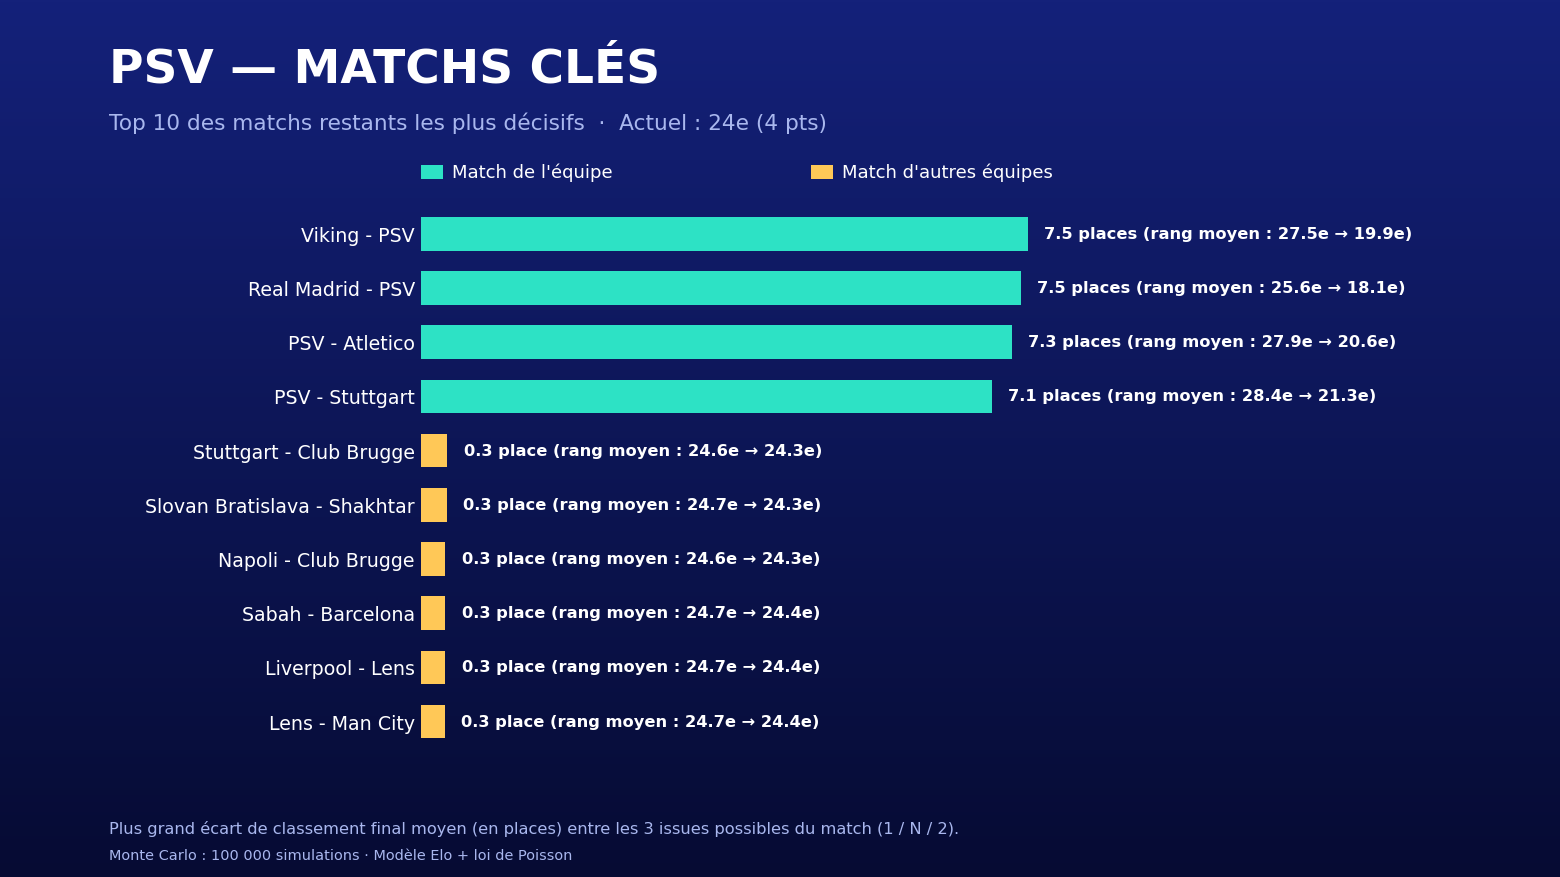 PSV — MATCHS CLÉS
Top 10 des matchs restants les plus décisifs · Actuel : 24e (4 pts)
Match de l'équipe Match d'autres équipes
Viking - PSV 7.5 places (rang moyen : 27.5e → 19.9e)
Real Madrid - PSV 7.5 places (rang moyen : 25.6e → 18.1e)
PSV - Atletico 7.3 places (rang moyen : 27.9e → 20.6e)
PSV - Stuttgart 7.1 places (rang moyen : 28.4e → 21.3e)
Stuttgart - Club Brugge 0.3 place (rang moyen : 24.6e → 24.3e)
Slovan Bratislava - Shakhtar 0.3 place (rang moyen : 24.7e → 24.3e)
Napoli - Club Brugge 0.3 place (rang moyen : 24.6e → 24.3e)
Sabah - Barcelona 0.3 place (rang moyen : 24.7e → 24.4e)
Liverpool - Lens 0.3 place (rang moyen : 24.7e → 24.4e)
Lens - Man City 0.3 place (rang moyen : 24.7e → 24.4e)
Plus grand écart de classement final moyen (en places) entre les 3 issues possibles du match (1 / N / 2).
Monte Carlo : 100 000 simulations · Modèle Elo + loi de Poisson